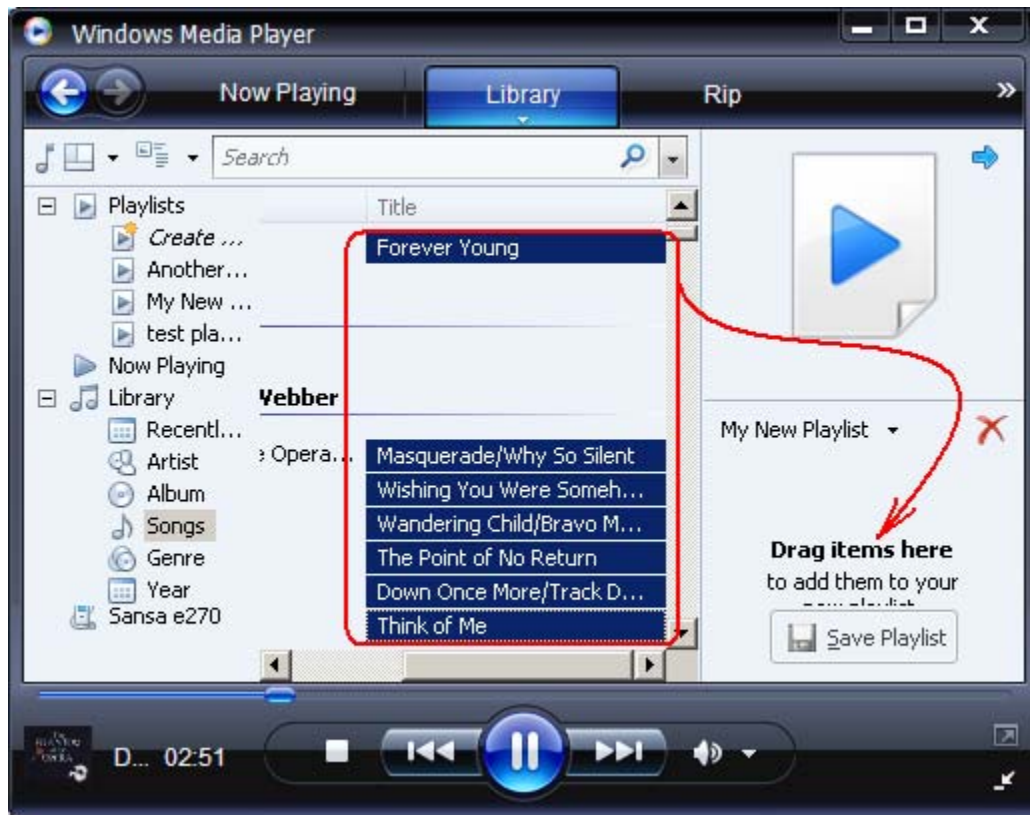 Windows Media Player
Now Playing
Library
Rip
Search
Playlists
Create ...
Another...
My New ...
test pla...
Now Playing
Library
Recentl...
Artist
Album
Songs
Genre
Year
Sansa e270
Title
Forever Young
Webber
e Opera...
Masquerade/Why So Silent
Wishing You Were Someh...
Wandering Child/Bravo M...
The Point of No Return
Down Once More/Track D...
Think of Me
My New Playlist
Drag items here
to add them to your
new playlist
Save Playlist
D... 02:51